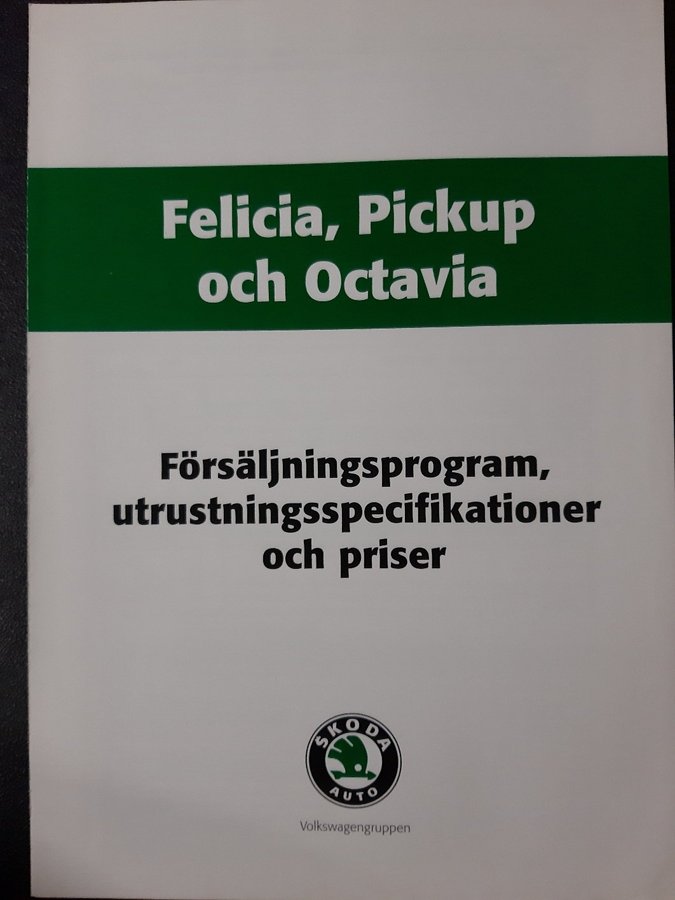 Felicia, Pickup
och Octavia
Försäljningsprogram,
utrustningsspecifikationer
och priser
ŠKODA
AUTO
Volkswagengruppen